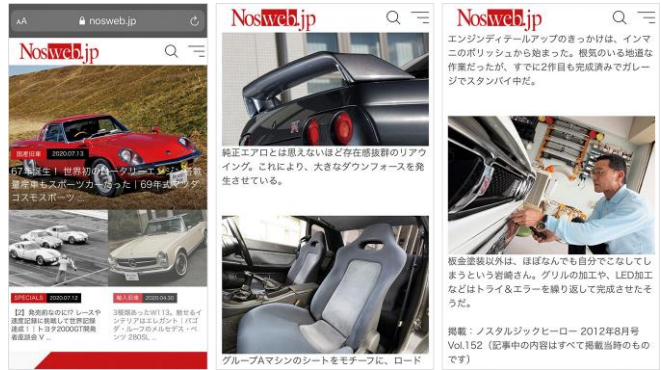 AA nosweb.jp
Nosweb.jp
国産旧車 2020.07.13
67年誕生！ 世界初のロータリーエンジン搭載
量産車もスポーツカーだった｜69年式マツダ
コスモスポーツ ...
SPECIALS 2020.07.12
【2】発売前なのに!? レースや
速度記録に挑戦して世界記録
達成！｜トヨタ2000GT開発
者座談会 V ...
輸入旧車 2020.04.30
3種類あったW113。魅せるイ
ンテリアはエレガント｜パゴ
ダ・ルーフのメルセデス・ベ
ンツ 280SL ...
Nosweb.jp
純正エアロとは思えないほど存在感抜群のリアウ
イング。これにより、大きなダウンフォースを発
生させている。
グループAマシンのシートをモチーフに、ロード
Nosweb.jp
エンジンディテールアップのきっかけは、インマ
ニのポリッシュから始まった。根気のいる地道な
作業だったが、すでに2作目も完成済みでガレー
ジでスタンバイ中だ。
板金塗装以外は、ほぼなんでも自分でこなしてし
まうという岩崎さん。グリルの加工や、LED加工
などはトライ＆エラーを繰り返して完成させたそ
うだ。
掲載：ノスタルジックヒーロー 2012年8月号
Vol.152（記事中の内容はすべて掲載当時のもの
です）